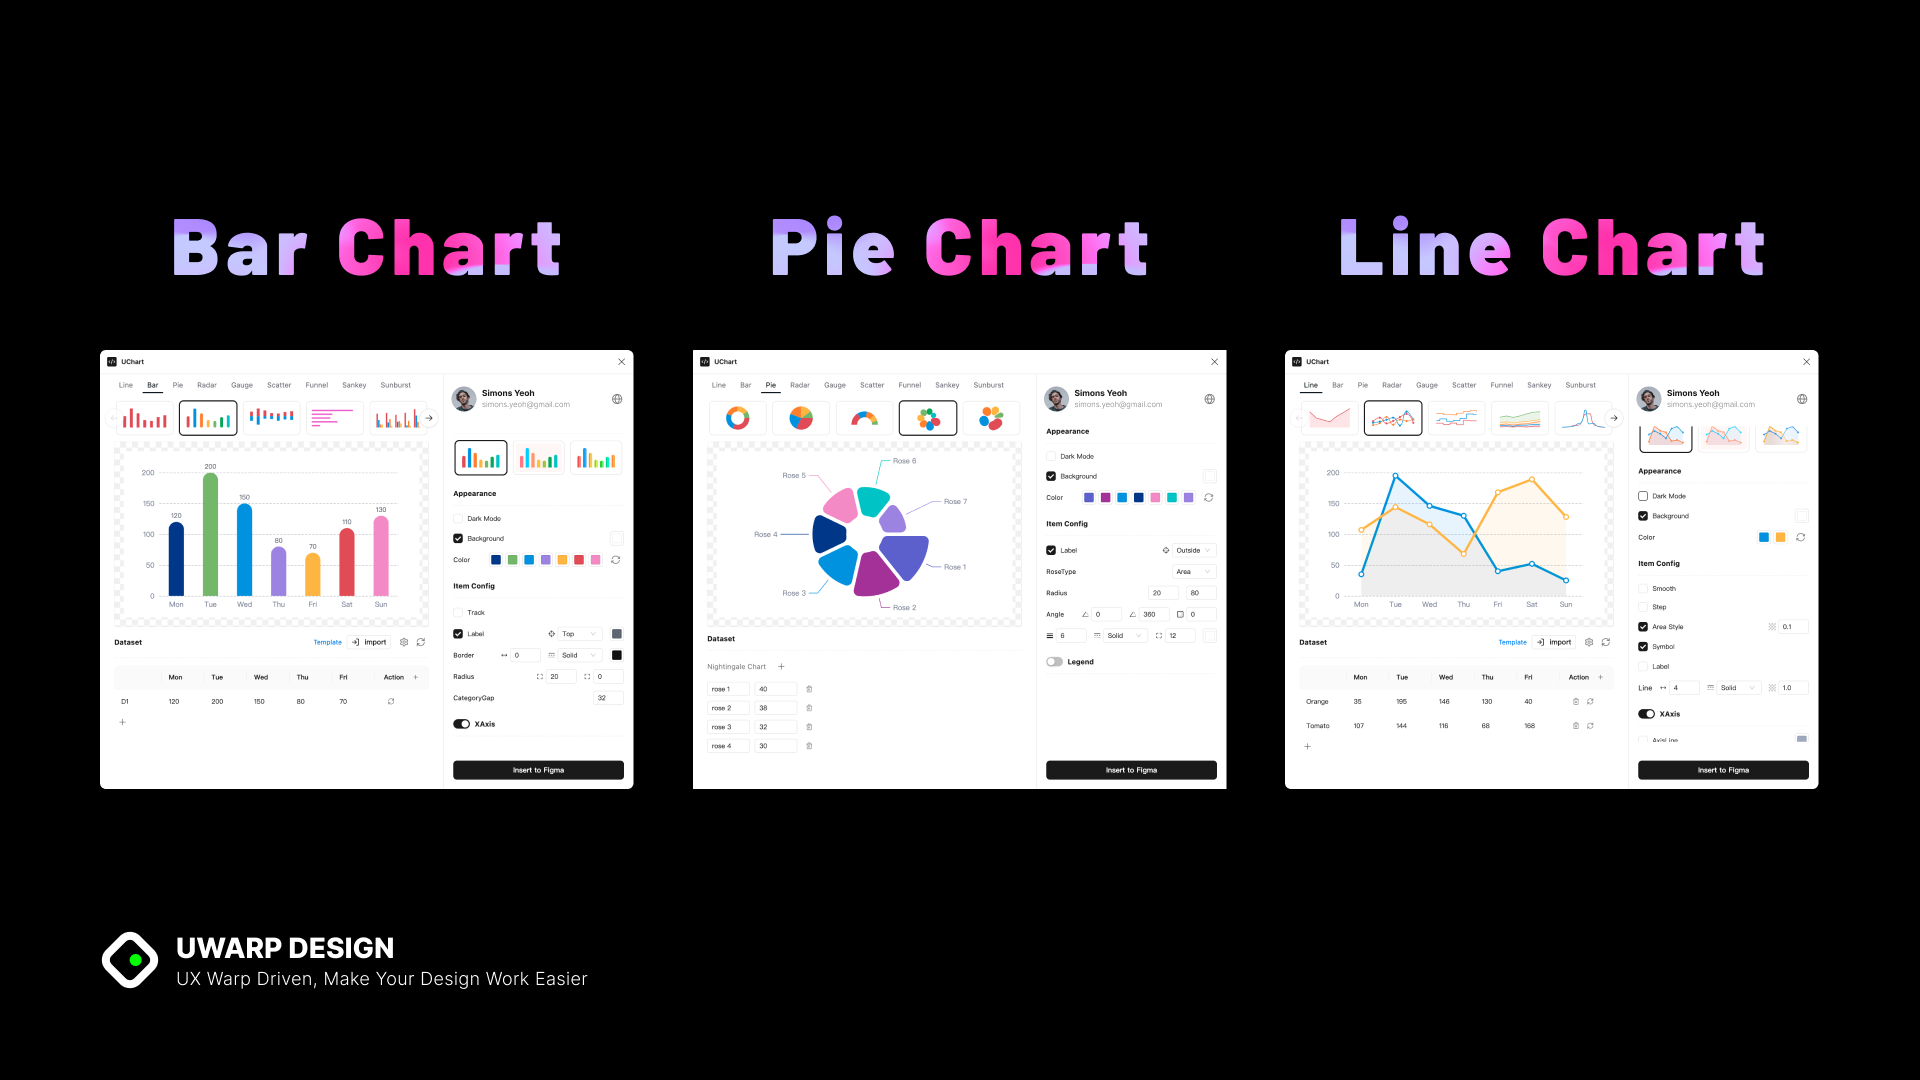 Bar Chart
Pie Chart
Line Chart
UChart
Line Bar Pie Radar Gauge Scatter Funnel Sankey Sunburst
Simons Yeoh
simons.yeoh@gmail.com
200
150
100
50
0
120
200
150
80
70
110
130
Mon Tue Wed Thu Fri Sat Sun
Appearance
Dark Mode
Background
Color
Item Config
Track
Label Top
Border 0 Solid
Radius 20 0
CategoryGap 32
XAxis
Insert to Figma
Dataset Template import
Mon Tue Wed Thu Fri Action +
D1 120 200 150 80 70
+
UChart
Line Bar Pie Radar Gauge Scatter Funnel Sankey Sunburst
Simons Yeoh
simons.yeoh@gmail.com
Rose 6
Rose 5
Rose 7
Rose 4
Rose 1
Rose 3
Rose 2
Appearance
Dark Mode
Background
Color
Item Config
Label Outside
RoseType Area
Radius 20 80
Angle 0 360 0
6 Solid 12
Legend
Insert to Figma
Dataset
Nightingale Chart +
rose 1 40
rose 2 38
rose 3 32
rose 4 30
UChart
Line Bar Pie Radar Gauge Scatter Funnel Sankey Sunburst
Simons Yeoh
simons.yeoh@gmail.com
200
150
100
50
0
Mon Tue Wed Thu Fri Sat Sun
Appearance
Dark Mode
Background
Color
Item Config
Smooth
Step
Area Style 0.1
Symbol
Label
Line 4 Solid 1.0
XAxis
AxisLine
Insert to Figma
Dataset Template import
Mon Tue Wed Thu Fri Action +
Orange 35 195 146 130 40
Tomato 107 144 116 68 168
+
UWARP DESIGN
UX Warp Driven, Make Your Design Work Easier